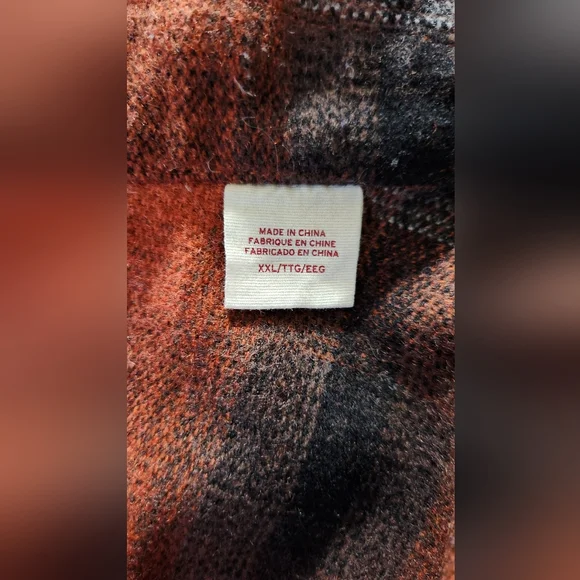 MADE IN CHINA
FABRIQUE EN CHINE
FABRICADO EN CHINA
XXL/TTG/EEG